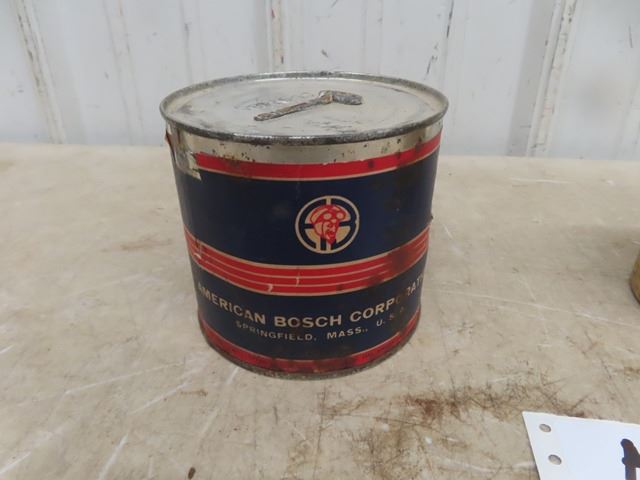 AMERICAN BOSCH CORPORATI
SPRINGFIELD, MASS., U. S. A.